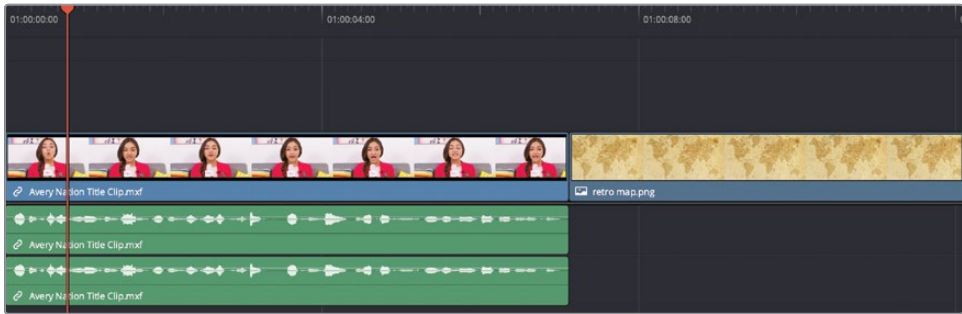 01:00:00:00
01:00:04:00
01:00:08:00
Avery Nation Title Clip.mxf
retro map.png
Avery Nation Title Clip.mxf
Avery Nation Title Clip.mxf